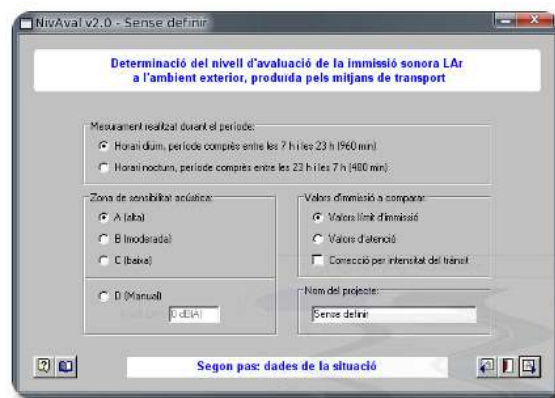 NivAval v2.0 - Sense definir
Determinació del nivell d'avaluació de la immissió sonora LAr
a l'ambient exterior, produïda pels mitjans de transport
Mesurament realitzat durant el període:
Horari diurn, període comprès entre les 7 h i les 23 h (960 min)
Horari nocturn, període comprès entre les 23 h i les 7 h (480 min)
Zona de sensibilitat acústica:
A (alta)
B (moderada)
C (baixa)
D (Manual)
0 dB(A)
Valors d'immissió a comparar:
Valors límit d'immissió
Valors d'atenció
Correcció per intensitat del trànsit
Nom del projecte:
Sense definir
Segon pas: dades de la situació